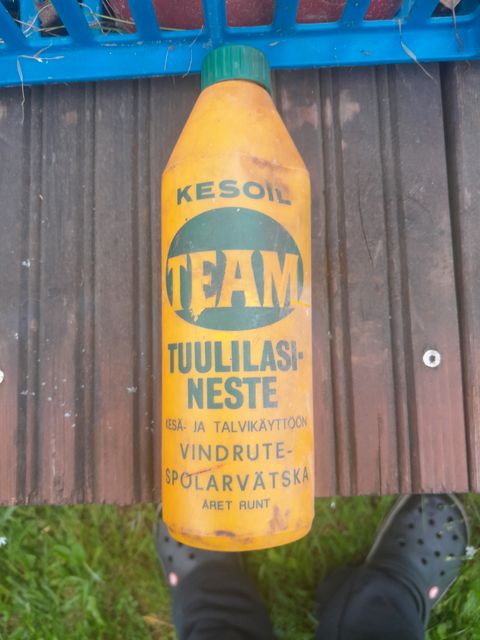 KESOIL
TEAM
TUULILASI-
NESTE
KESÄ- JA TALVIKÄYTTÖÖN
VINDRUTE-
SPOLARVÄTSKA
ÅRET RUNT